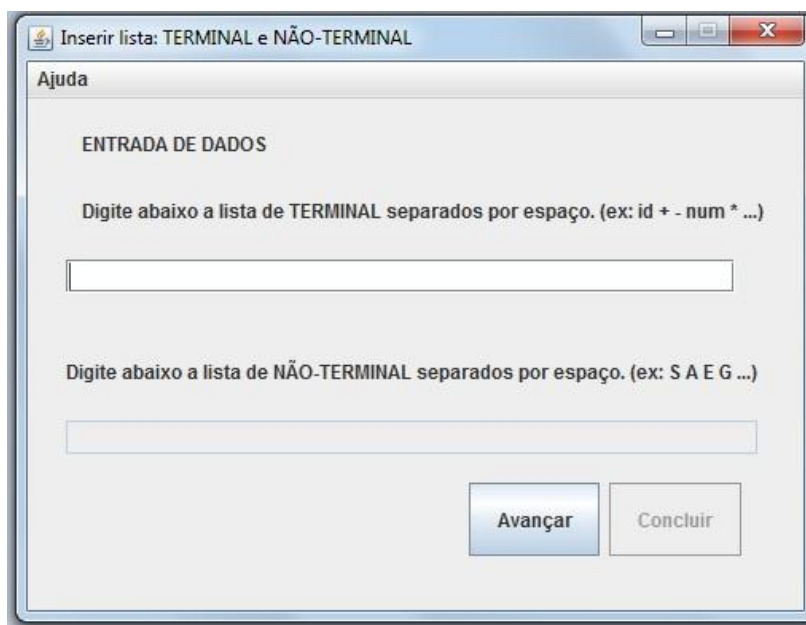 Inserir lista: TERMINAL e NÃO-TERMINAL
Ajuda
ENTRADA DE DADOS
Digite abaixo a lista de TERMINAL separados por espaço. (ex: id + - num * ...)
Digite abaixo a lista de NÃO-TERMINAL separados por espaço. (ex: S A E G ...)
Avançar
Concluir